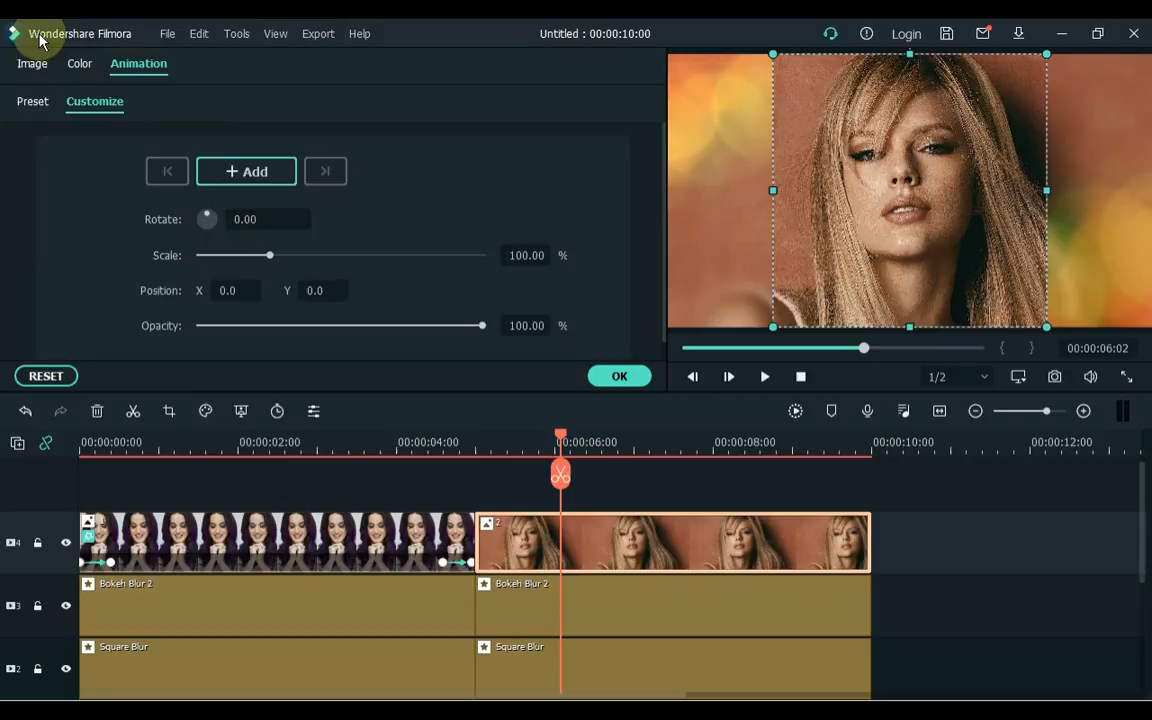 Wondershare Filmora File Edit Tools View Export Help Untitled : 00:00:10:00 Login
Image Color Animation
Preset Customize
+ Add
Rotate: 0.00
Scale: 100.00 %
Position: X 0.0 Y 0.0
Opacity: 100.00 %
RESET OK
{ } 00:00:06:02
1/2
00:00:00:00 00:00:02:00 00:00:04:00 00:00:06:00 00:00:08:00 00:00:10:00 00:00:12:00
4 2
3 Bokeh Blur 2 Bokeh Blur 2
2 Square Blur Square Blur